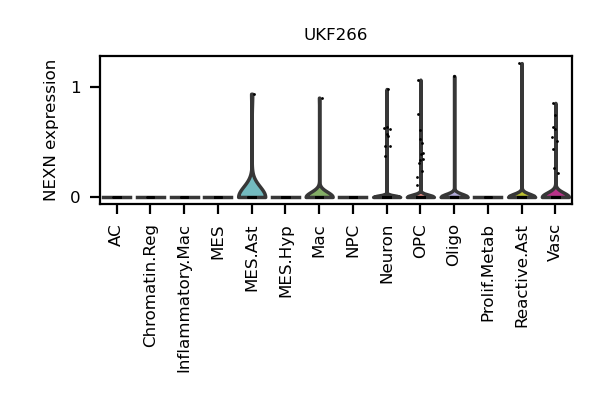 UKF266
NEXN expression
1
0
AC
Chromatin.Reg
Inflammatory.Mac
MES
MES.Ast
MES.Hyp
Mac
NPC
Neuron
OPC
Oligo
Prolif.Metab
Reactive.Ast
Vasc